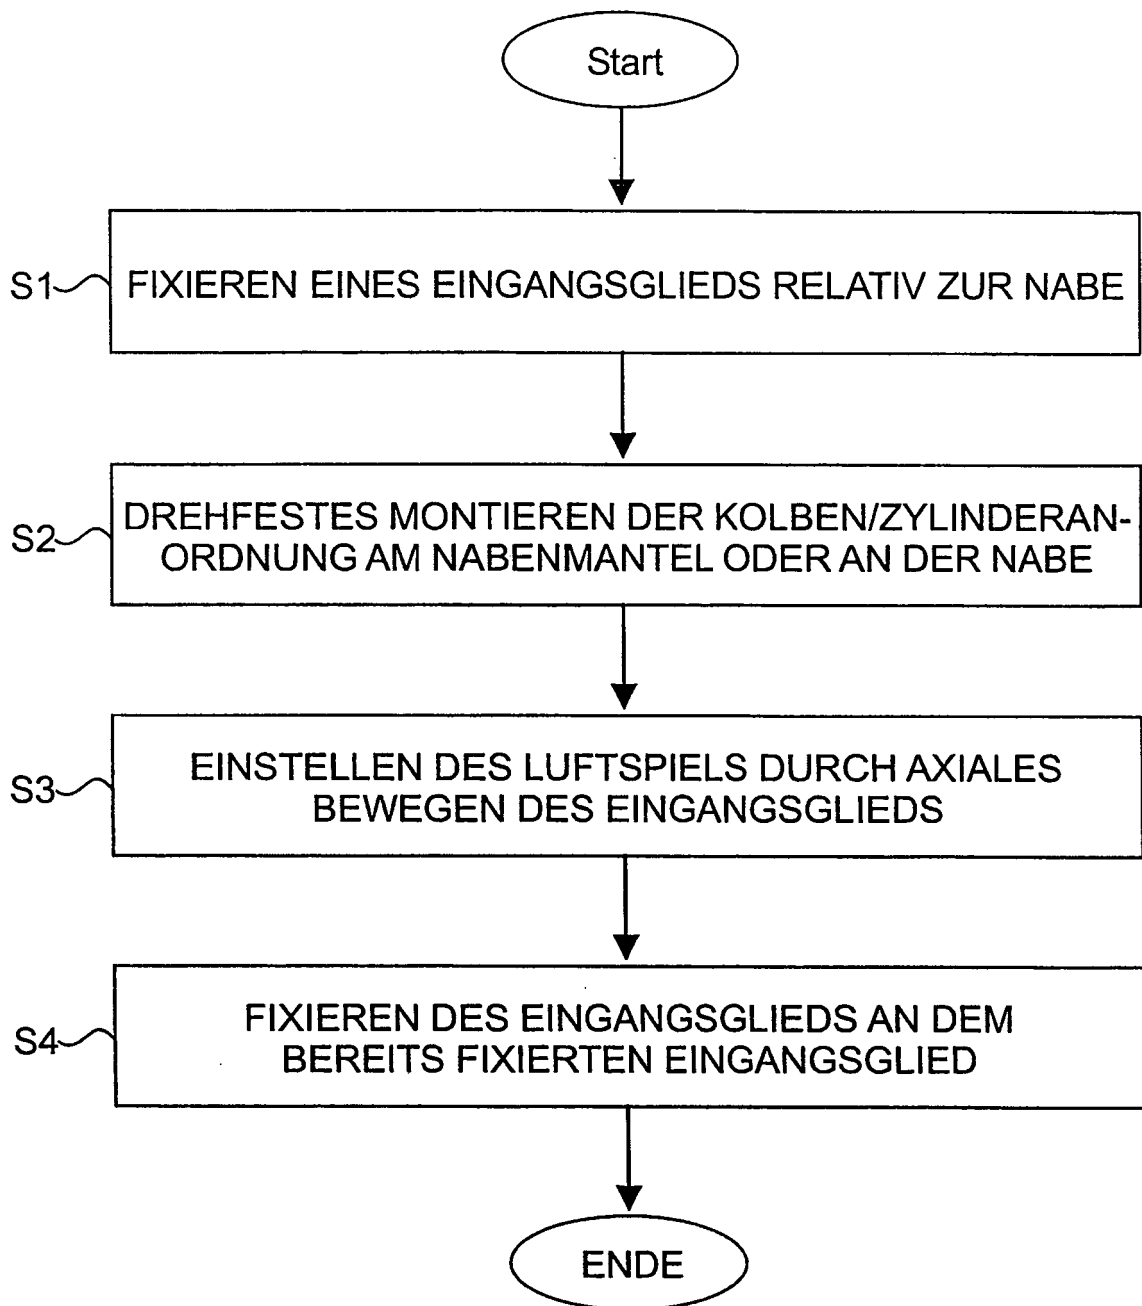 Start
S1
FIXIEREN EINES EINGANGSGLIEDS RELATIV ZUR NABE
S2
DREHFESTES MONTIEREN DER KOLBEN/ZYLINDERAN-
ORDNUNG AM NABENMANTEL ODER AN DER NABE
S3
EINSTELLEN DES LUFTSPIELS DURCH AXIALES
BEWEGEN DES EINGANGSGLIEDS
S4
FIXIEREN DES EINGANGSGLIEDS AN DEM
BEREITS FIXIERTEN EINGANGSGLIED
ENDE